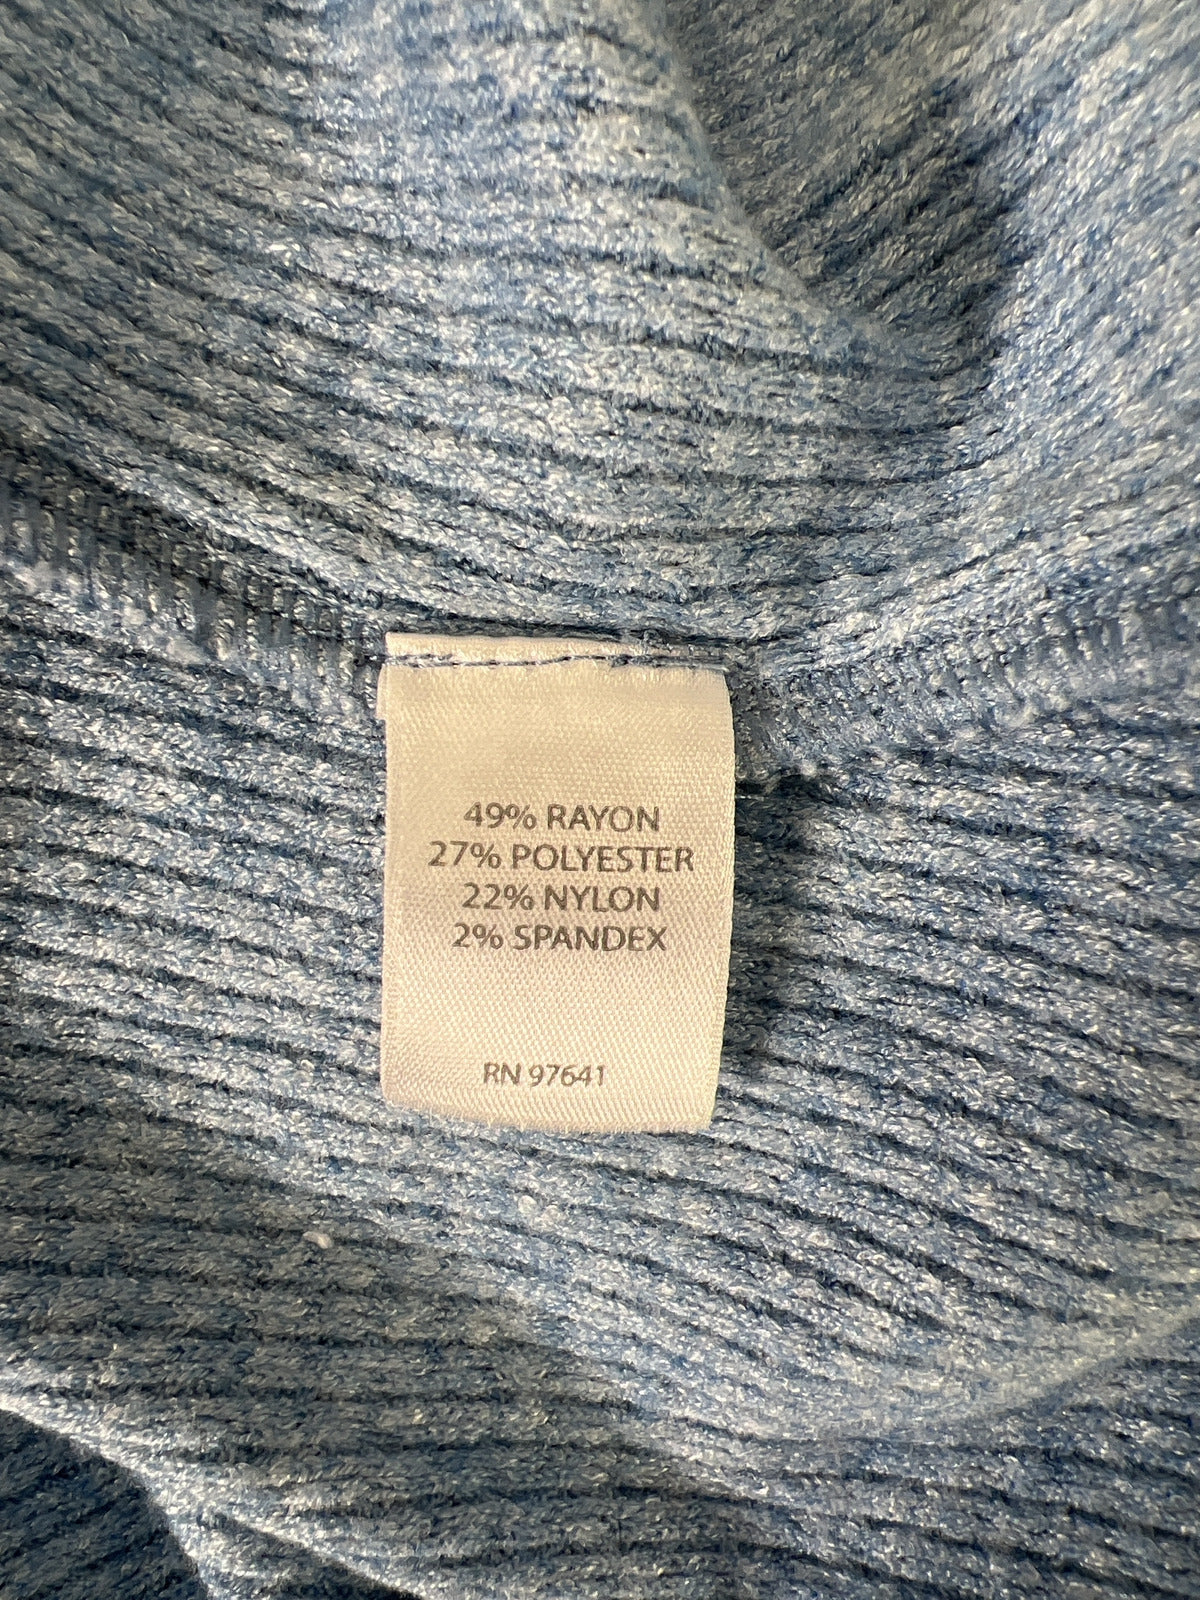 49% RAYON
27% POLYESTER
22% NYLON
2% SPANDEX
RN 97641